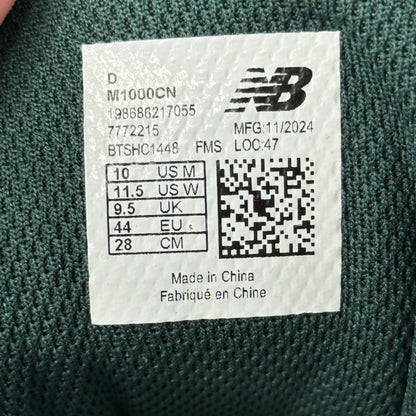 D
M1000CN
198686217055
7772215 MFG:11/2024
BTSHC1448 FMS LOC:47
10 US M
11.5 US W
9.5 UK
44 EU
28 CM
NB
Made in China
Fabriqué en Chine